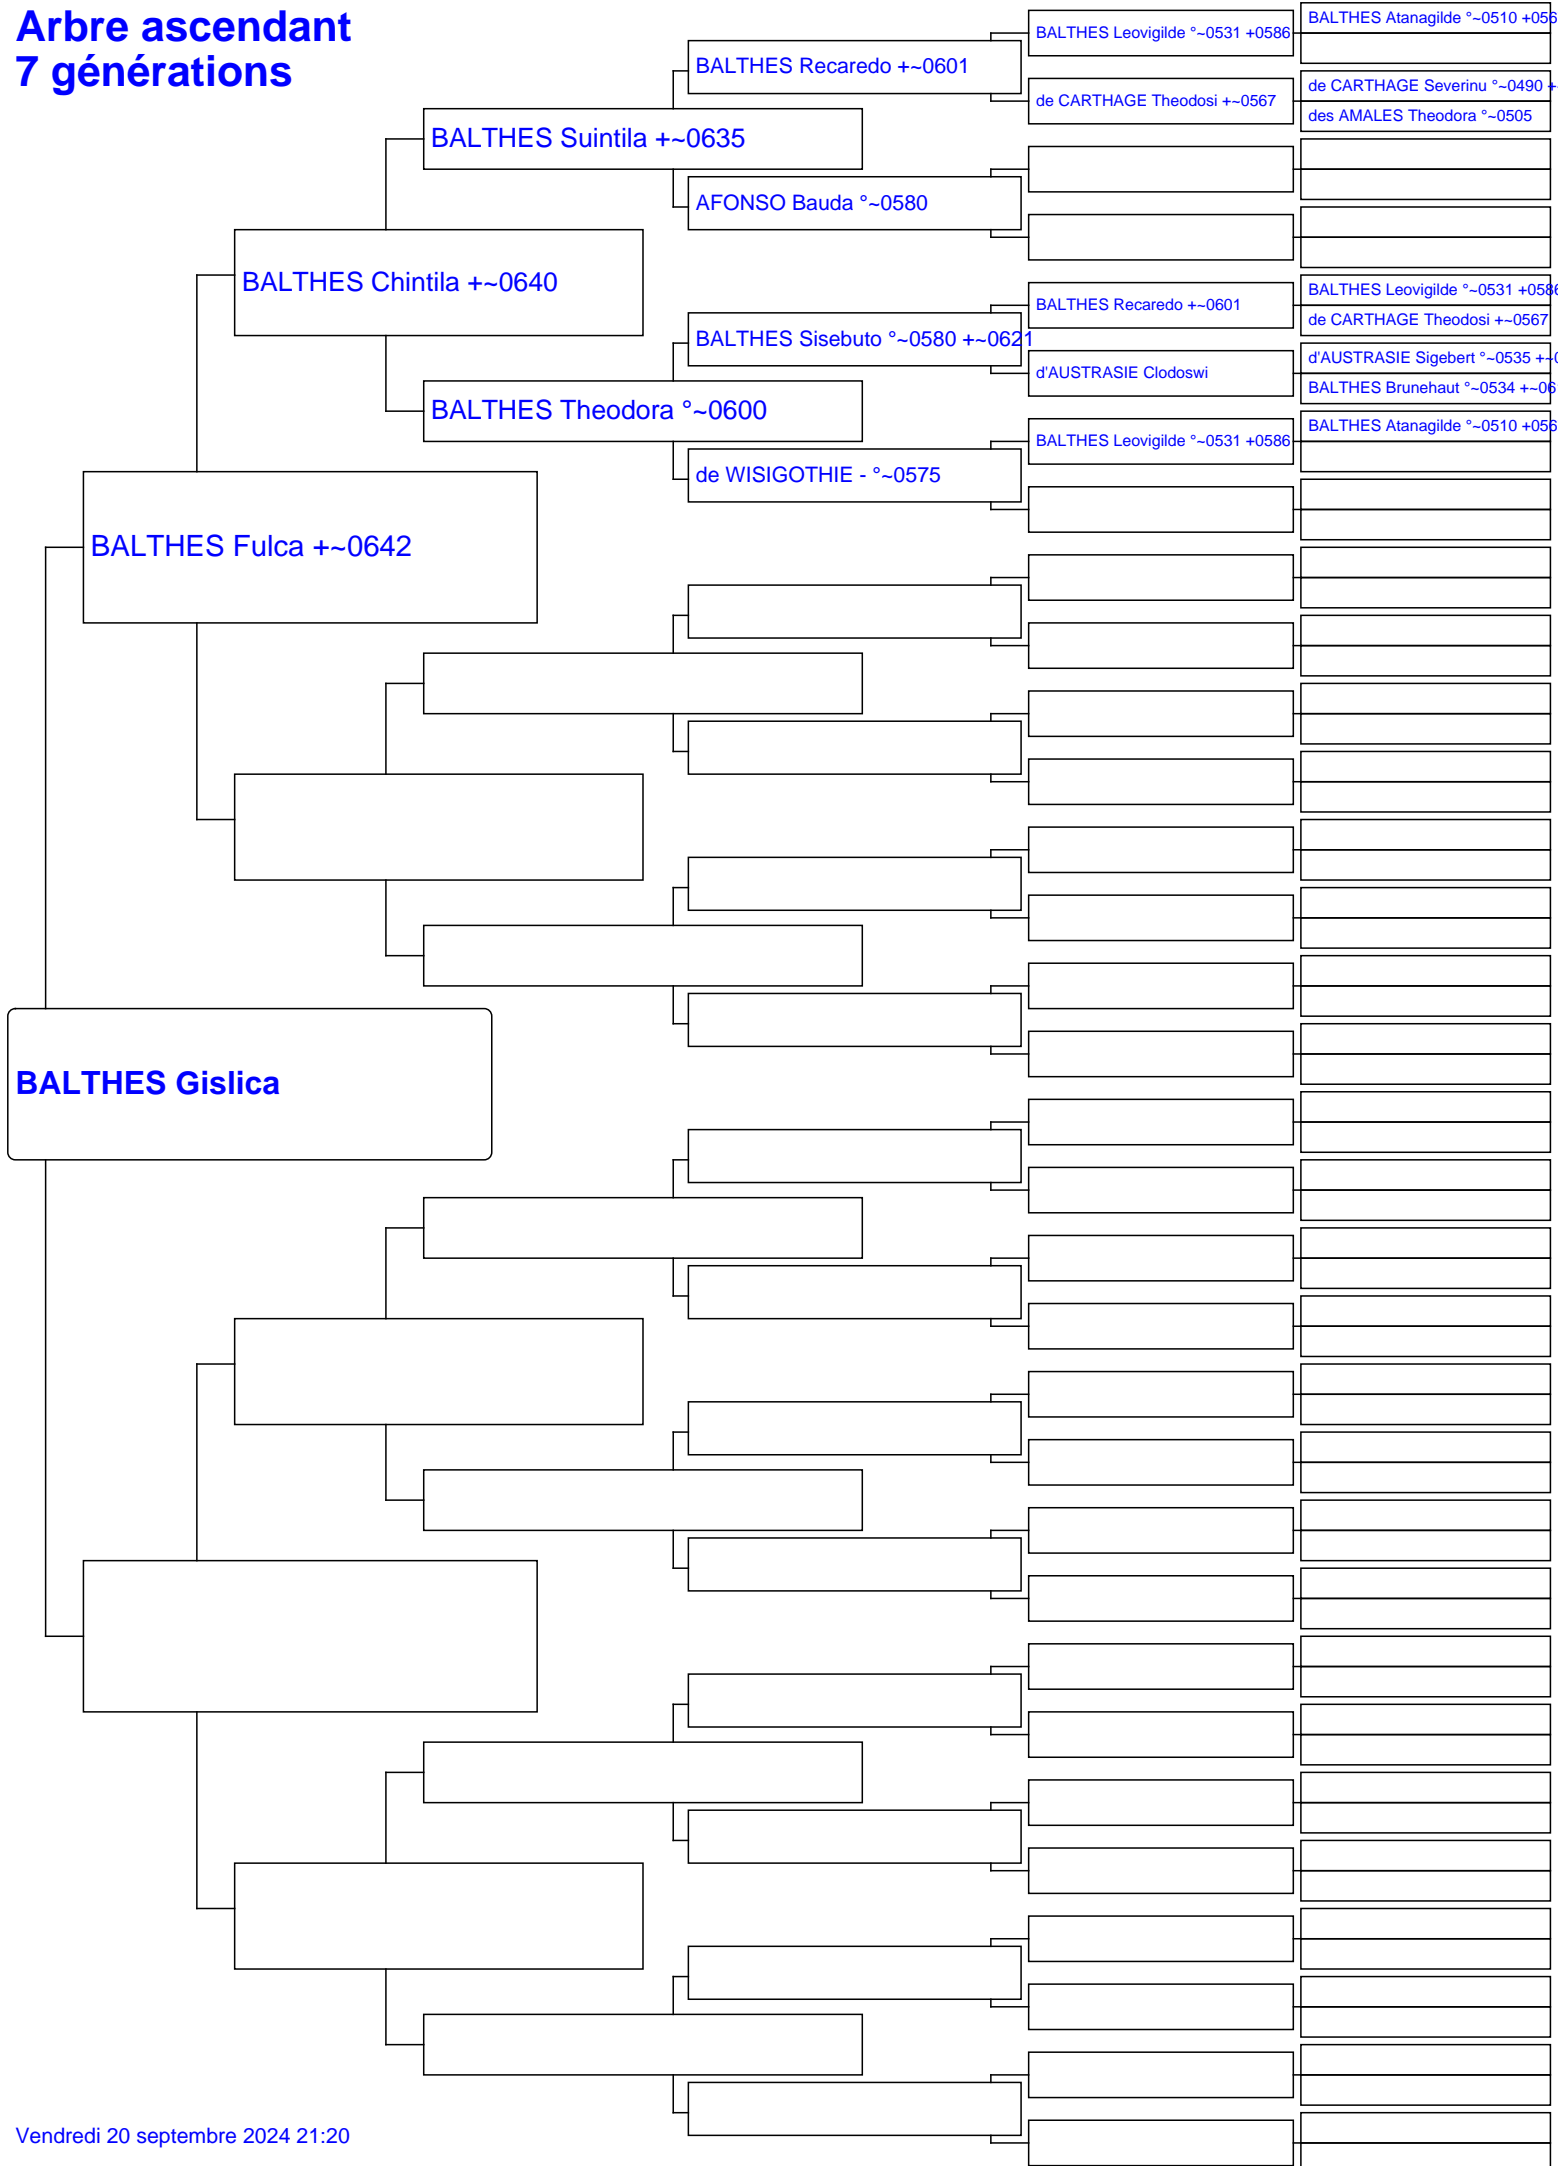 Arbre ascendant
7 générations
BALTHES Gislica
BALTHES Fulca +~0642
BALTHES Chintila +~0640
BALTHES Suintila +~0635
BALTHES Theodora °~0600
BALTHES Recaredo +~0601
AFONSO Bauda °~0580
BALTHES Sisebuto °~0580 +~0621
de WISIGOTHIE - °~0575
BALTHES Leovigilde °~0531 +0586
de CARTHAGE Theodosi +~0567
BALTHES Recaredo +~0601
d'AUSTRASIE Clodoswi
BALTHES Leovigilde °~0531 +0586
BALTHES Atanagilde °~0510 +056
de CARTHAGE Severinu °~0490 +
des AMALES Theodora °~0505
BALTHES Leovigilde °~0531 +0586
de CARTHAGE Theodosi +~0567
d'AUSTRASIE Sigebert °~0535 +~0
BALTHES Brunehaut °~0534 +~06
BALTHES Atanagilde °~0510 +056
Vendredi 20 septembre 2024 21:20